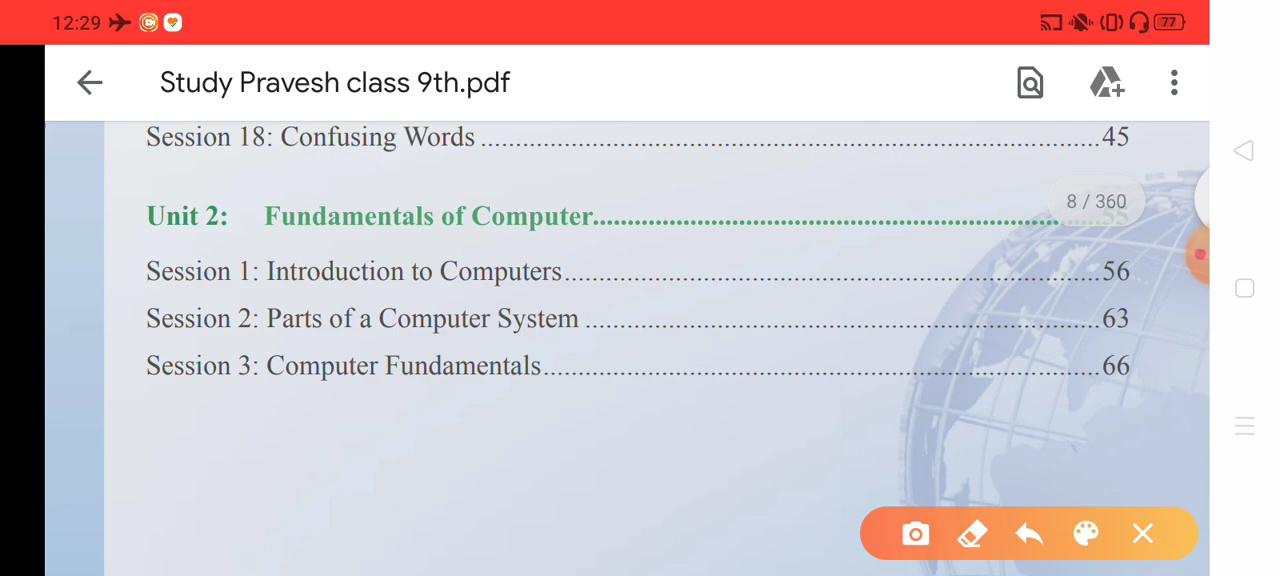 12:29
77
Study Pravesh class 9th.pdf
Session 18: Confusing Words ........ 45
8 / 360
Unit 2: Fundamentals of Computer........ 55
Session 1: Introduction to Computers........ 56
Session 2: Parts of a Computer System ........ 63
Session 3: Computer Fundamentals........ 66